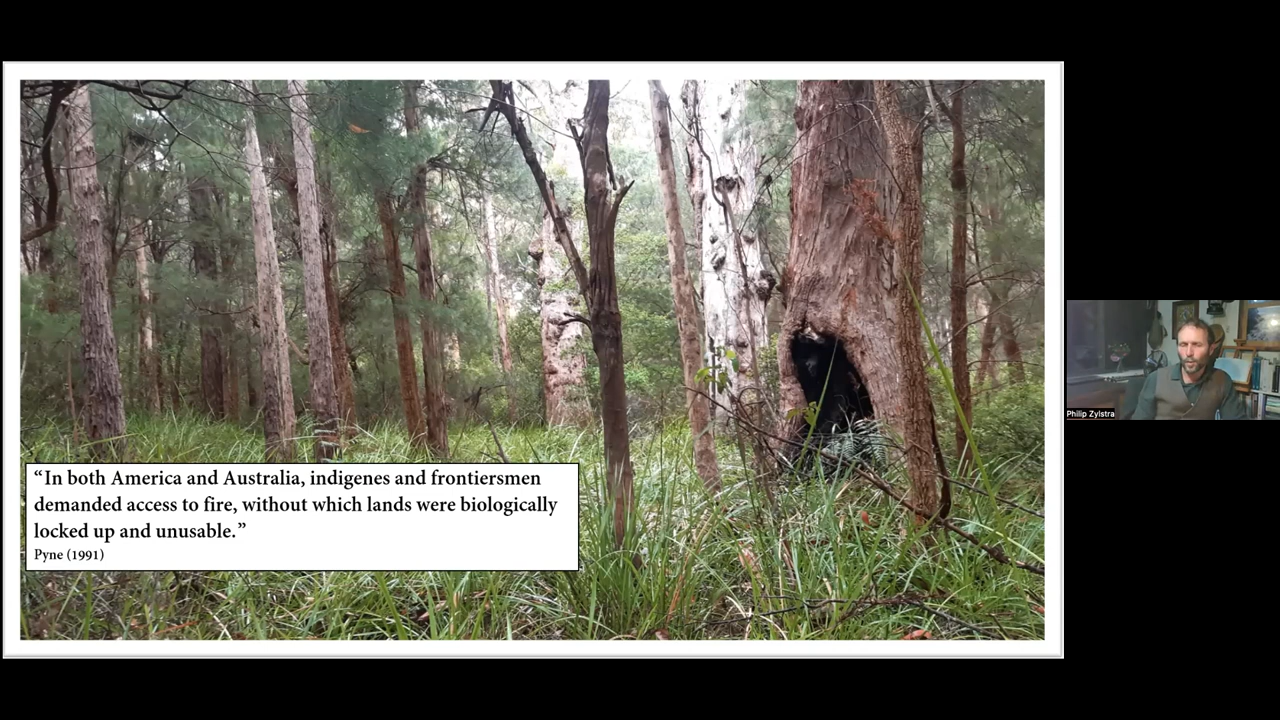 “In both America and Australia, indigenes and frontiersmen
demanded access to fire, without which lands were biologically
locked up and unusable.”
Pyne (1991)
Philip Zylstra